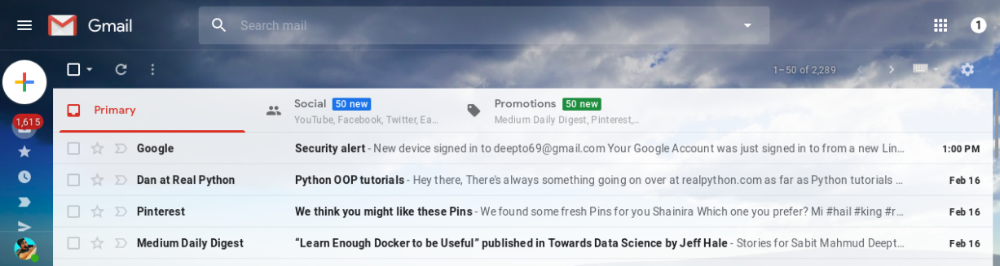 Gmail
Search mail
1
1–50 of 2,289
Primary
Social 50 new
YouTube, Facebook, Twitter, Ea...
Promotions 50 new
Medium Daily Digest, Pinterest,...
1,615
Google Security alert - New device signed in to deepto69@gmail.com Your Google Account was just signed in to from a new Lin... 1:00 PM
Dan at Real Python Python OOP tutorials - Hey there, There's always something going on over at realpython.com as far as Python tutorials ... Feb 16
Pinterest We think you might like these Pins - We found some fresh Pins for you Shainira Which one you prefer? Mi #hail #king #r... Feb 16
Medium Daily Digest “Learn Enough Docker to be Useful” published in Towards Data Science by Jeff Hale - Stories for Sabit Mahmud Deept... Feb 16